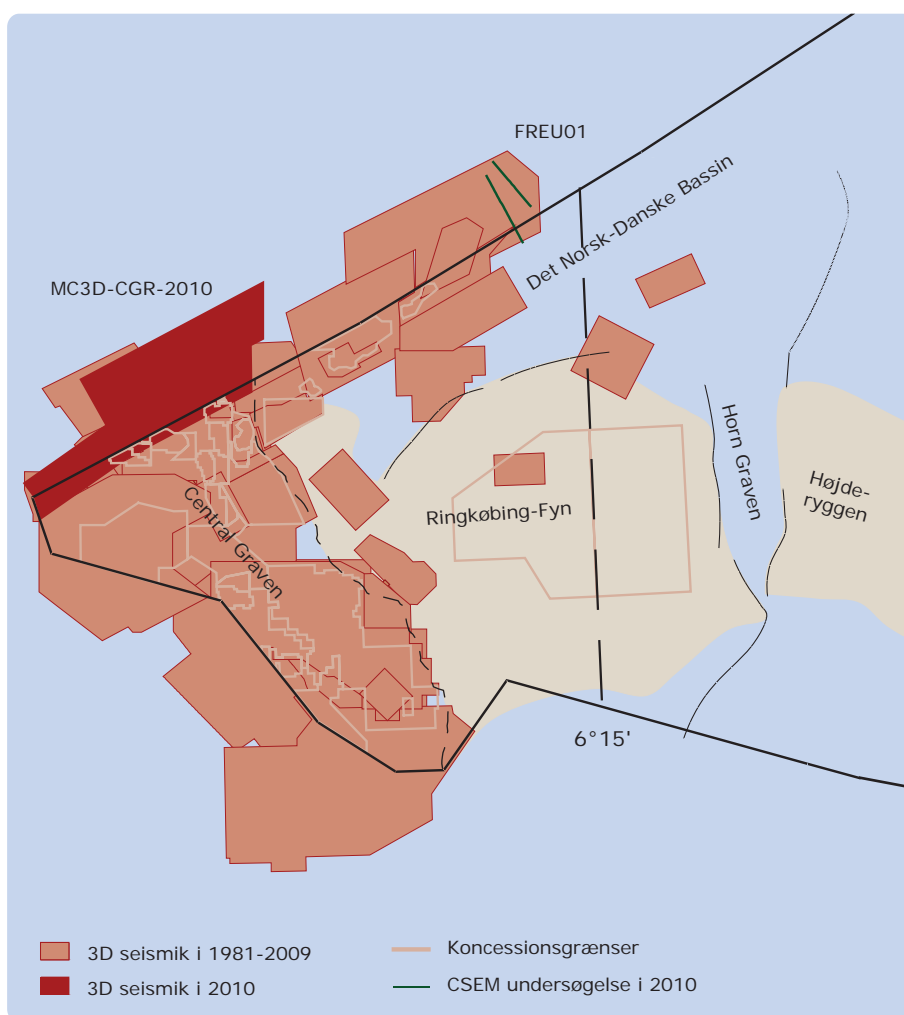 FREU01
Det Norsk-Danske Bassin
MC3D-CGR-2010
Horn Graven
Højde-
ryggen
Central Graven
Ringkøbing-Fyn
6°15'
3D seismik i 1981-2009
3D seismik i 2010
Koncessionsgrænser
CSEM undersøgelse i 2010